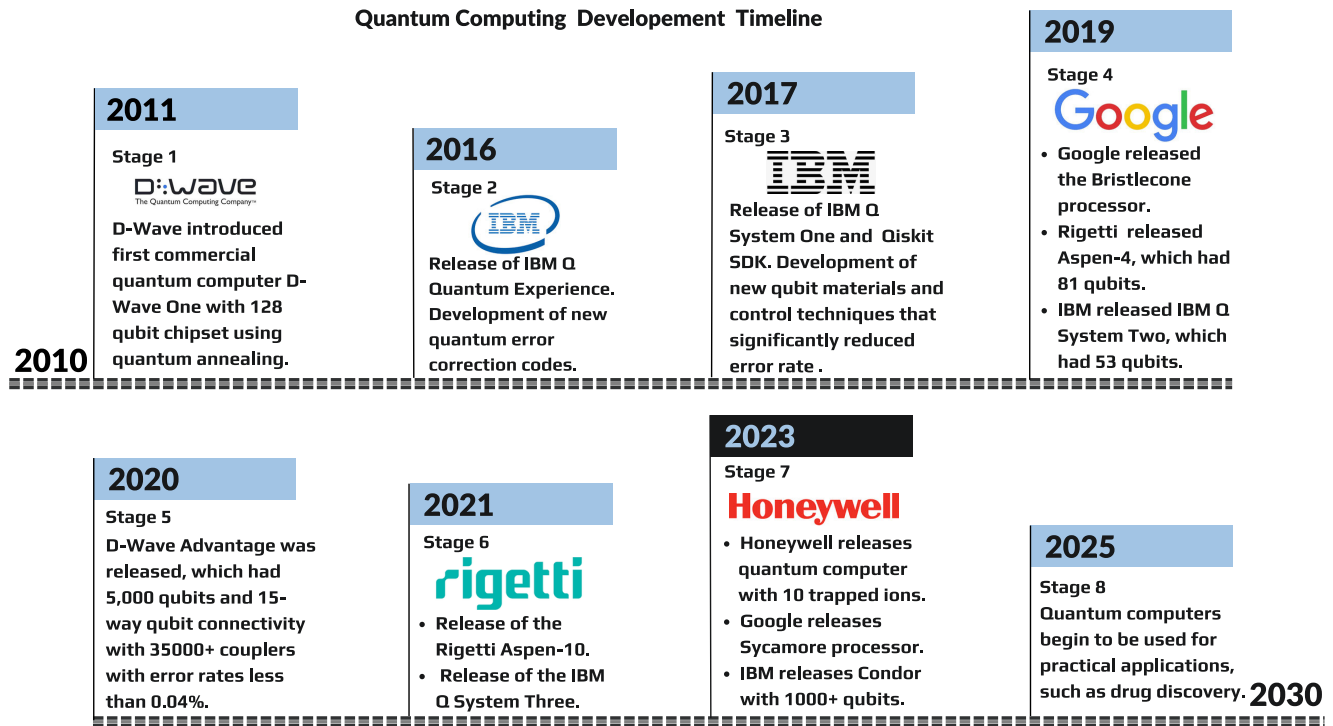 Quantum Computing Developement Timeline
2010
2011
Stage 1
D:wave
The Quantum Computing Company™
D-Wave introduced
first commercial
quantum computer D-
Wave One with 128
qubit chipset using
quantum annealing.
2016
Stage 2
IBM
Release of IBM Q
Quantum Experience.
Development of new
quantum error
correction codes.
2017
Stage 3
IBM
Release of IBM Q
System One and Qiskit
SDK. Development of
new qubit materials and
control techniques that
significantly reduced
error rate .
2019
Stage 4
Google
• Google released
the Bristlecone
processor.
• Rigetti released
Aspen-4, which had
81 qubits.
• IBM released IBM Q
System Two, which
had 53 qubits.
2020
Stage 5
D-Wave Advantage was
released, which had
5,000 qubits and 15-
way qubit connectivity
with 35000+ couplers
with error rates less
than 0.04%.
2021
Stage 6
rigetti
• Release of the
Rigetti Aspen-10.
• Release of the IBM
Q System Three.
2023
Stage 7
Honeywell
• Honeywell releases
quantum computer
with 10 trapped ions.
• Google releases
Sycamore processor.
• IBM releases Condor
with 1000+ qubits.
2025
Stage 8
Quantum computers
begin to be used for
practical applications,
such as drug discovery.
2030